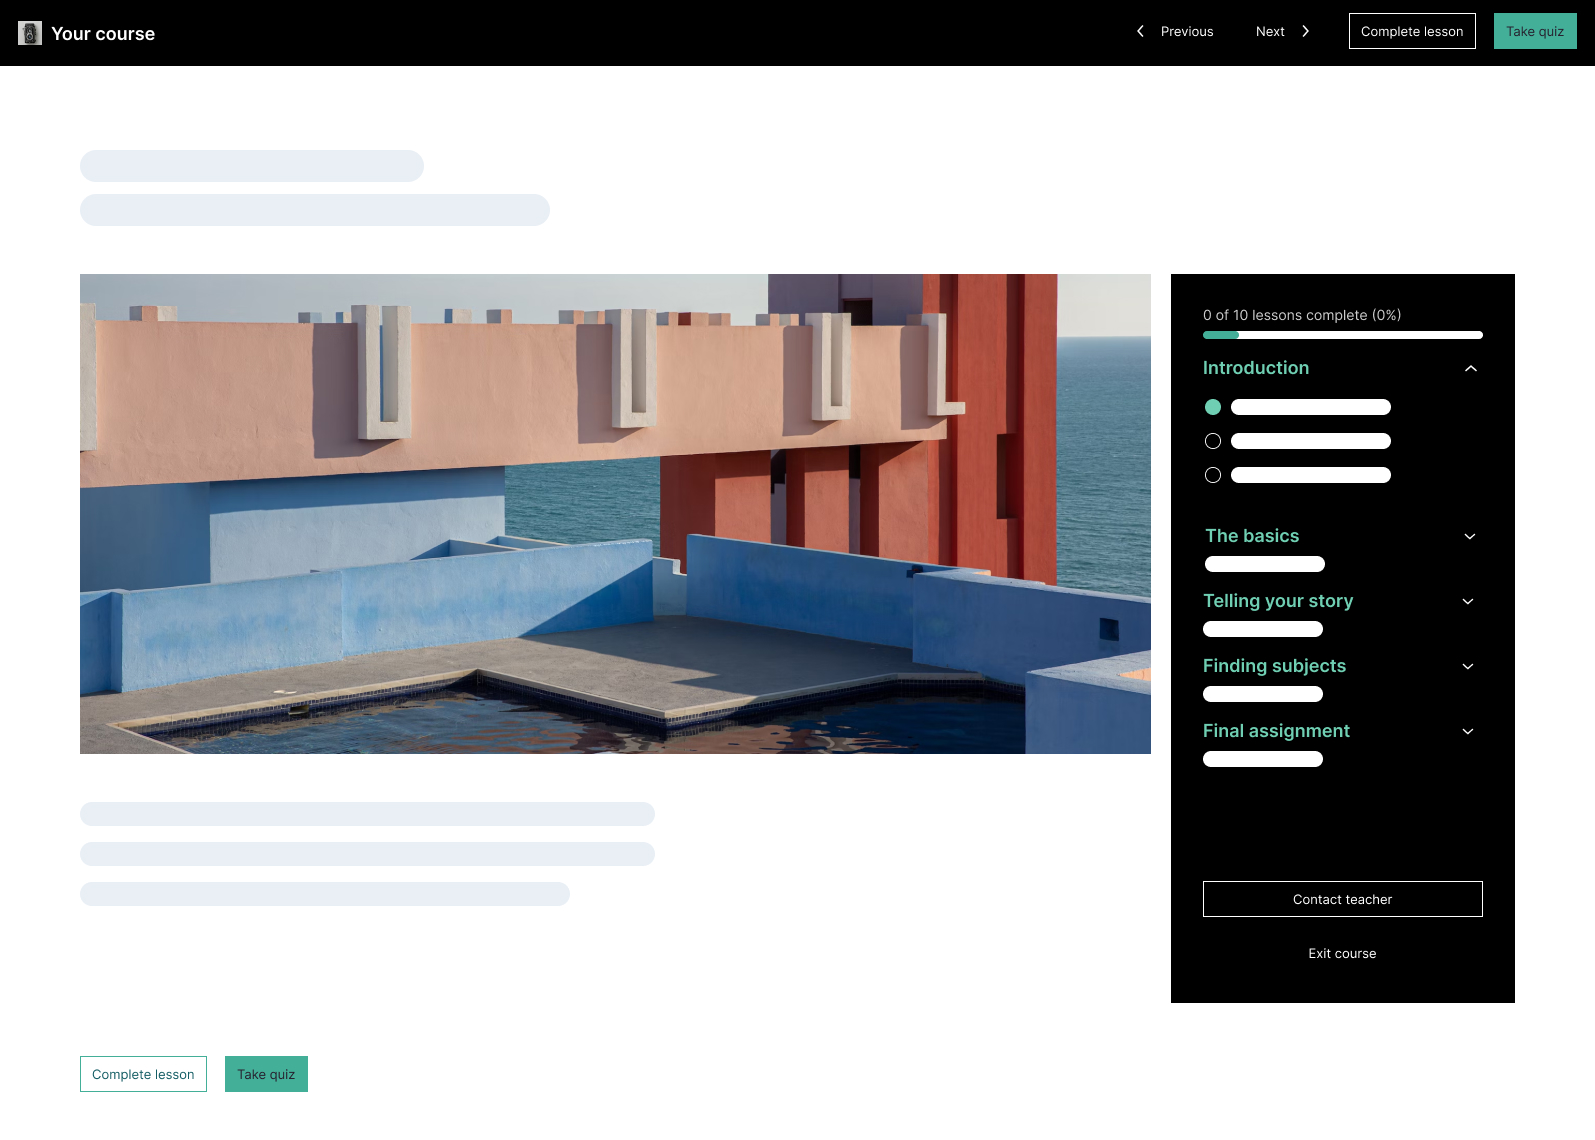 Your course
Previous
Next
Complete lesson
Take quiz
0 of 10 lessons complete (0%)
Introduction
The basics
Telling your story
Finding subjects
Final assignment
Contact teacher
Exit course
Complete lesson
Take quiz